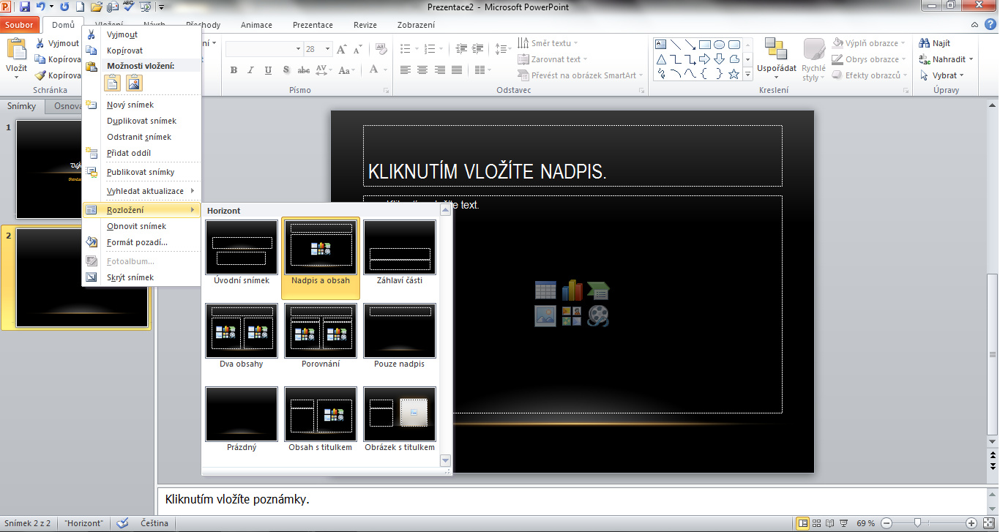 Prezentace2 - Microsoft PowerPoint
Soubor
Domů
Vložení
Návrh
Přechody
Animace
Prezentace
Revize
Zobrazení
Vložit
Vyjmout
Schránka
28
Písmo
Směr textu
Zarovnat text
Převést na obrázek SmartArt
Odstavec
Uspořádat
Rychlé
styly
Výplň obrazce
Obrys obrazce
Efekty obrazců
Kreslení
Najít
Nahradit
Vybrat
Úpravy
Snímky
1
2
Vyjmout
Kopírovat
Možnosti vložení:
Nový snímek
Duplikovat snímek
Odstranit snímek
Přidat oddíl
Publikovat snímky
Vyhledat aktualizace
Rozložení
Obnovit snímek
Formát pozadí...
Fotoalbum...
Skrýt snímek
Horizont
Úvodní snímek
Nadpis a obsah
Záhlaví části
Dva obsahy
Porovnání
Pouze nadpis
Prázdný
Obsah s titulkem
Obrázek s titulkem
KLIKNUTÍM VLOŽÍTE NADPIS.
text.
Kliknutím vložíte poznámky.
Snímek 2 z 2
"Horizont"
Čeština
69 %